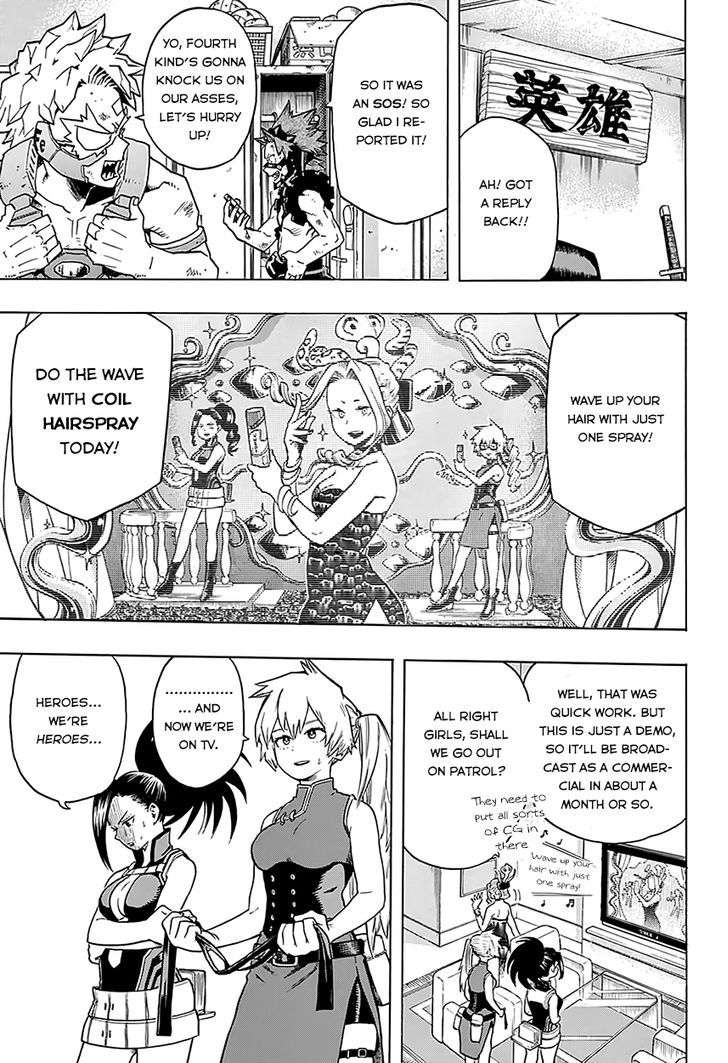 英雄
AH! GOT
A REPLY
BACK!!
SO IT WAS
AN SOS! SO
GLAD I RE-
PORTED IT!
YO, FOURTH
KIND'S GONNA
KNOCK US ON
OUR ASSES,
LET'S HURRY
UP!
WAVE UP YOUR
HAIR WITH JUST
ONE SPRAY!
DO THE WAVE
WITH COIL
HAIRSPRAY
TODAY!
WELL, THAT WAS
QUICK WORK. BUT
THIS IS JUST A DEMO,
SO IT'LL BE BROAD-
CAST AS A COMMER-
CIAL IN ABOUT A
MONTH OR SO.
ALL RIGHT
GIRLS, SHALL
WE GO OUT
ON PATROL?
They need to
put all sorts
of CG in
there
Wave up your
hair with just
one spray!
................
... AND
NOW WE'RE
ON TV.
HEROES...
WE'RE
HEROES...